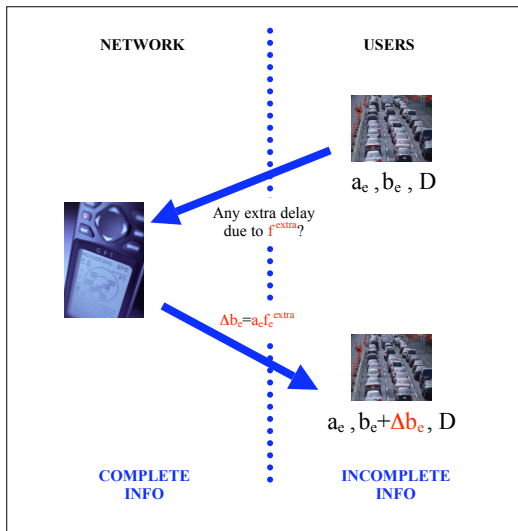 NETWORK
USERS
aₑ , bₑ , D
Any extra delay
due to fᵉˣᵗʳᵃ?
Δbₑ=aₑfₑᵉˣᵗʳᵃ
aₑ , bₑ+Δbₑ , D
COMPLETE
INFO
INCOMPLETE
INFO